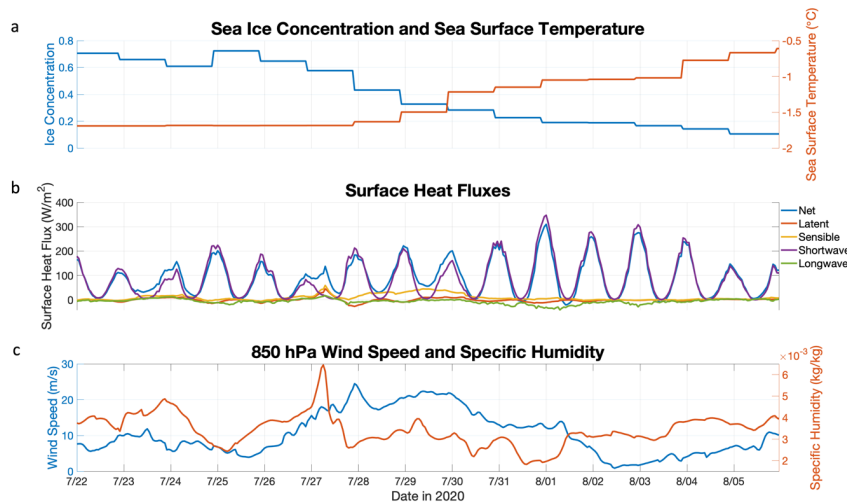 a
Sea Ice Concentration and Sea Surface Temperature
Ice Concentration
0.8
0.6
0.4
0.2
0
Sea Surface Temperature (°C)
-0.5
-1
-1.5
-2
b
Surface Heat Fluxes
Surface Heat Flux (W/m²)
400
300
200
100
0
Net
Latent
Sensible
Shortwave
Longwave
c
850 hPa Wind Speed and Specific Humidity
Wind Speed (m/s)
30
20
10
0
Specific Humidity (kg/kg)
×10⁻³
6
5
4
3
2
7/22 7/23 7/24 7/25 7/26 7/27 7/28 7/29 7/30 7/31 8/01 8/02 8/03 8/04 8/05
Date in 2020